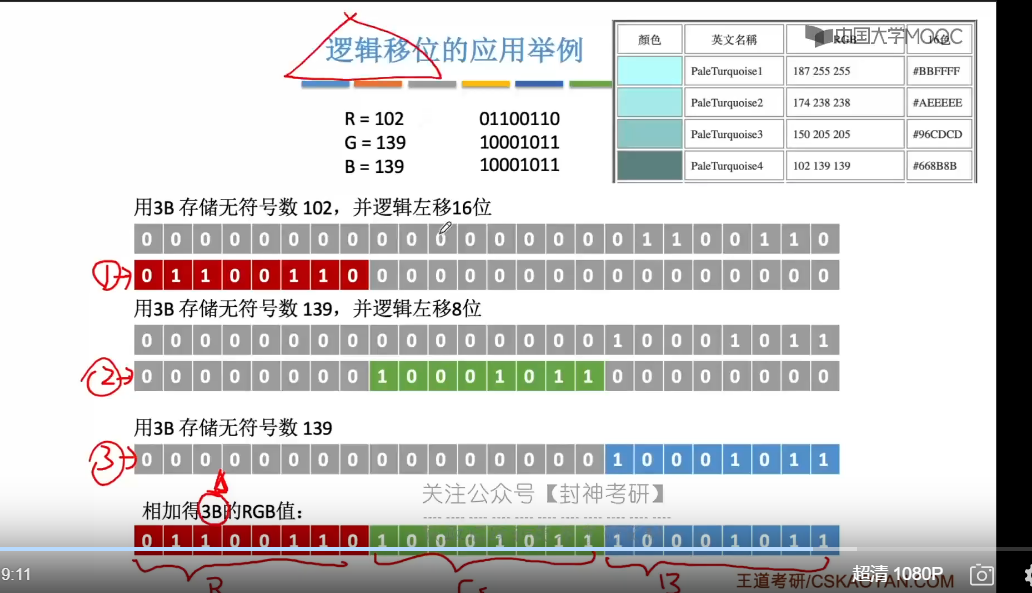 逻辑移位的应用举例
中国大学MOOC
颜色 英文名稱 RGB 16色
PaleTurquoise1 187 255 255 #BBFFFF
PaleTurquoise2 174 238 238 #AEEEEE
PaleTurquoise3 150 205 205 #96CDCD
PaleTurquoise4 102 139 139 #668B8B
R = 102 01100110
G = 139 10001011
B = 139 10001011
用3B 存储无符号数 102，并逻辑左移16位
0 0 0 0 0 0 0 0 0 0 0 0 0 0 0 0 0 1 1 0 0 1 1 0
① 0 1 1 0 0 1 1 0 0 0 0 0 0 0 0 0 0 0 0 0 0 0 0 0
用3B 存储无符号数 139，并逻辑左移8位
0 0 0 0 0 0 0 0 0 0 0 0 0 0 0 0 1 0 0 0 1 0 1 1
② 0 0 0 0 0 0 0 0 1 0 0 0 1 0 1 1 0 0 0 0 0 0 0 0
用3B 存储无符号数 139
③ 0 0 0 0 0 0 0 0 0 0 0 0 0 0 0 0 1 0 0 0 1 0 1 1
关注公众号【封神考研】
相加得3B的RGB值：
0 1 1 0 0 1 1 0 1 0 0 0 1 0 1 1 1 0 0 0 1 0 1 1
9:11 超清 1080P
R G B
王道考研/CSKAOYAN.COM